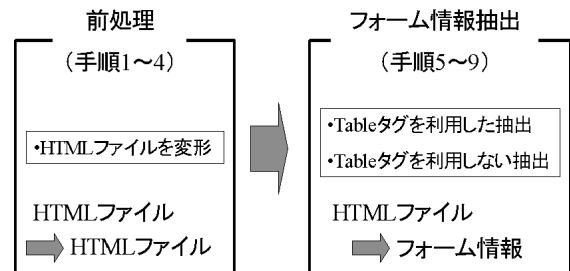 前処理
(手順1～4)
・HTMLファイルを変形
HTMLファイル
HTMLファイル
フォーム情報抽出
(手順5～9)
・Tableタグを利用した抽出
・Tableタグを利用しない抽出
HTMLファイル
フォーム情報